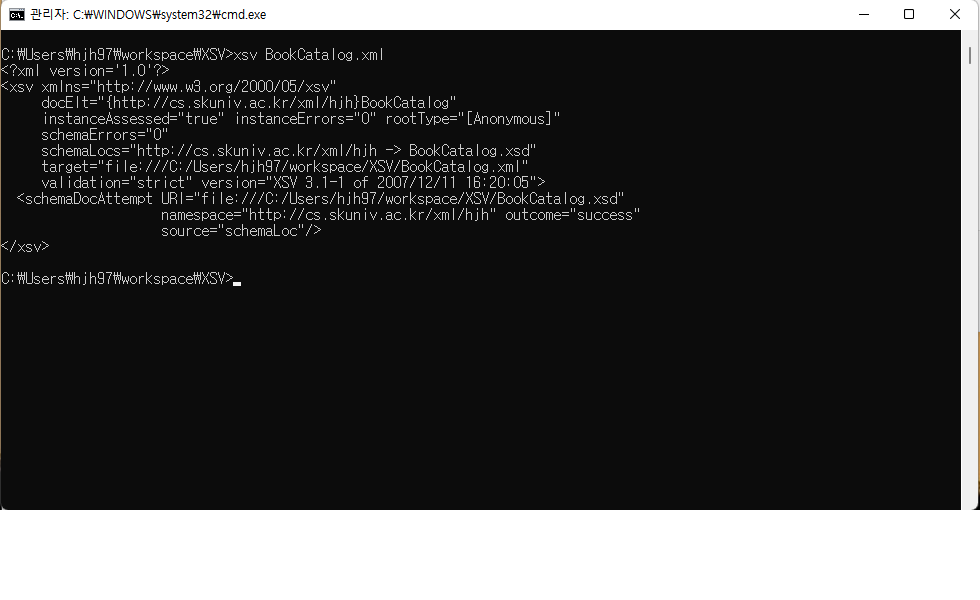 관리자: C:₩WINDOWS₩system32₩cmd.exe
C:₩Users₩hjh97₩workspace₩XSV>xsv BookCatalog.xml
<?xml version='1.0'?>
<xsv xmlns="http://www.w3.org/2000/05/xsv"
docElt="{http://cs.skuniv.ac.kr/xml/hjh}BookCatalog"
instanceAssessed="true" instanceErrors="0" rootType="[Anonymous]"
schemaErrors="0"
schemaLocs="http://cs.skuniv.ac.kr/xml/hjh -> BookCatalog.xsd"
target="file:///C:/Users/hjh97/workspace/XSV/BookCatalog.xml"
validation="strict" version="XSV 3.1-1 of 2007/12/11 16:20:05">
<schemaDocAttempt URI="file:///C:/Users/hjh97/workspace/XSV/BookCatalog.xsd"
namespace="http://cs.skuniv.ac.kr/xml/hjh" outcome="success"
source="schemaLoc"/>
</xsv>
C:₩Users₩hjh97₩workspace₩XSV>